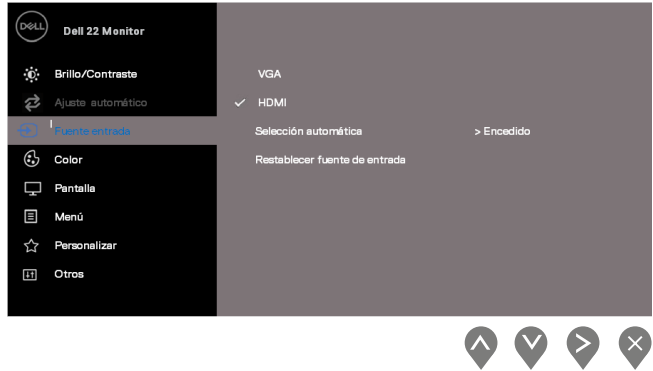 DELL
Dell 22 Monitor
Brillo/Contraste
VGA
Ajuste automático
HDMI
Fuente entrada
Selección automática > Encedido
Color
Restablecer fuente de entrada
Pantalla
Menú
Personalizar
Otros